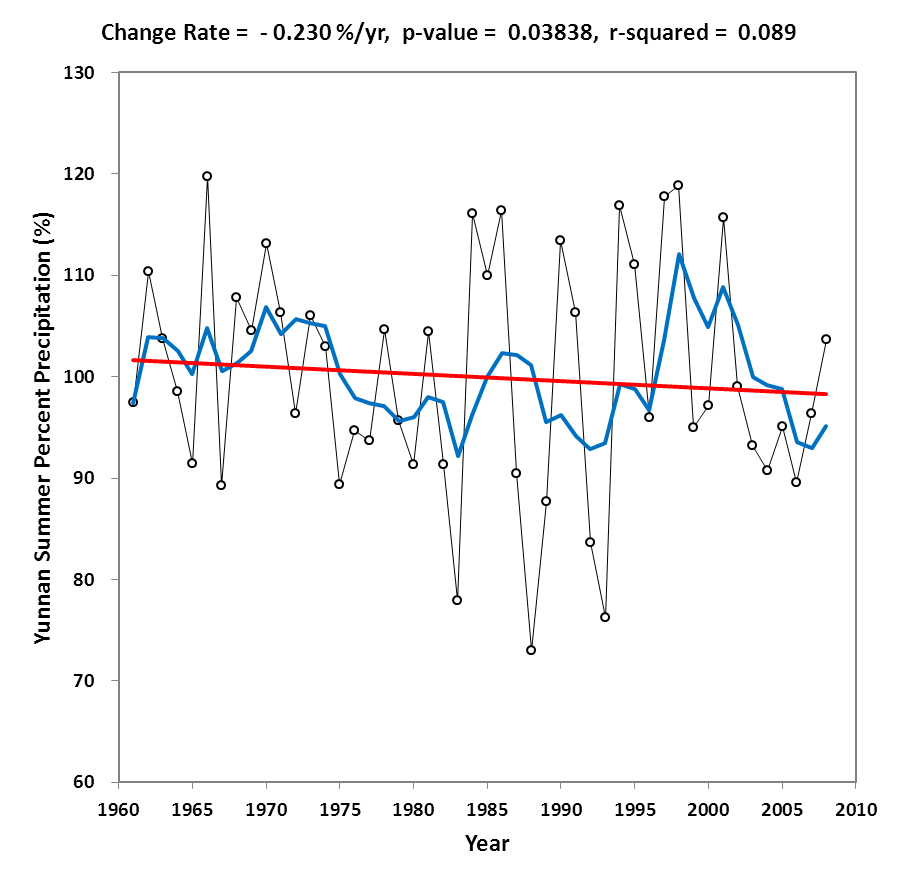 Change Rate = - 0.230 %/yr, p-value = 0.03838, r-squared = 0.089
130
120
110
100
90
80
70
60
Yunnan Summer Percent Precipitation (%)
1960 1965 1970 1975 1980 1985 1990 1995 2000 2005 2010
Year